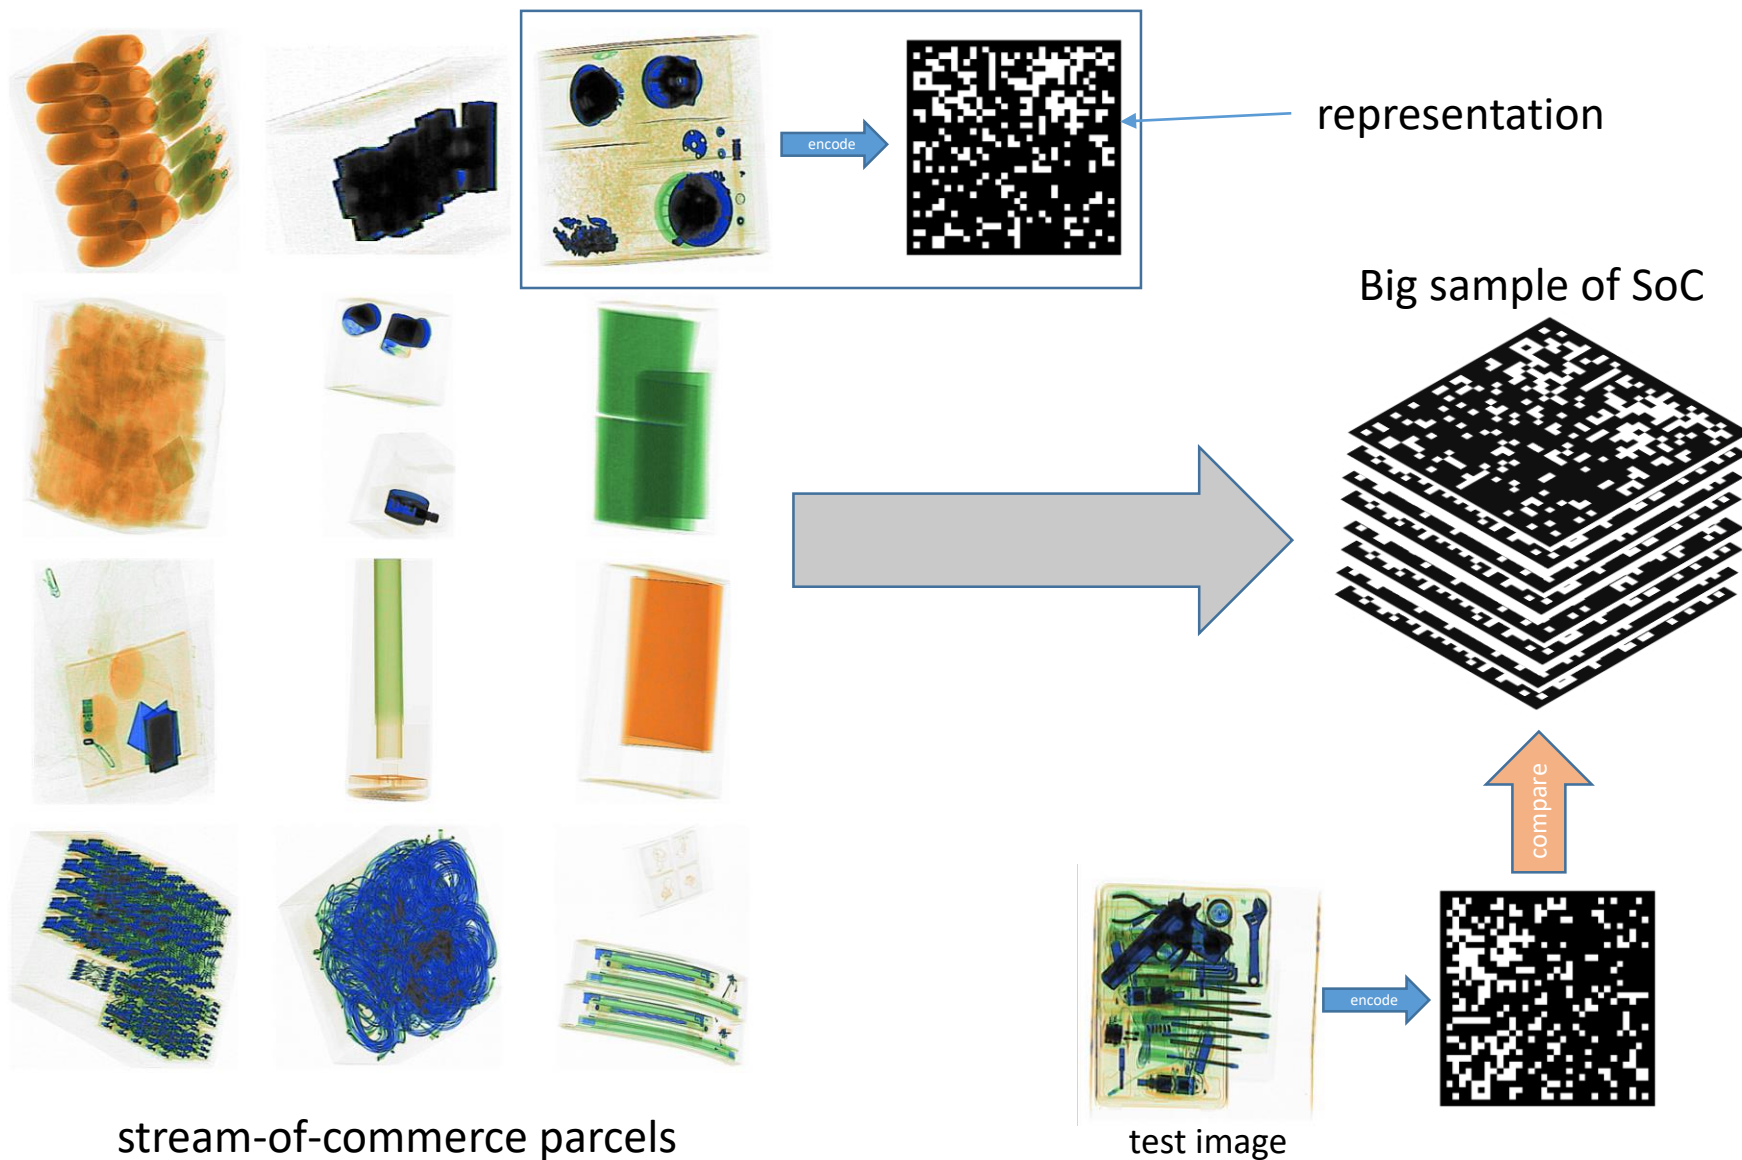 encode
representation
Big sample of SoC
compare
encode
stream-of-commerce parcels
test image